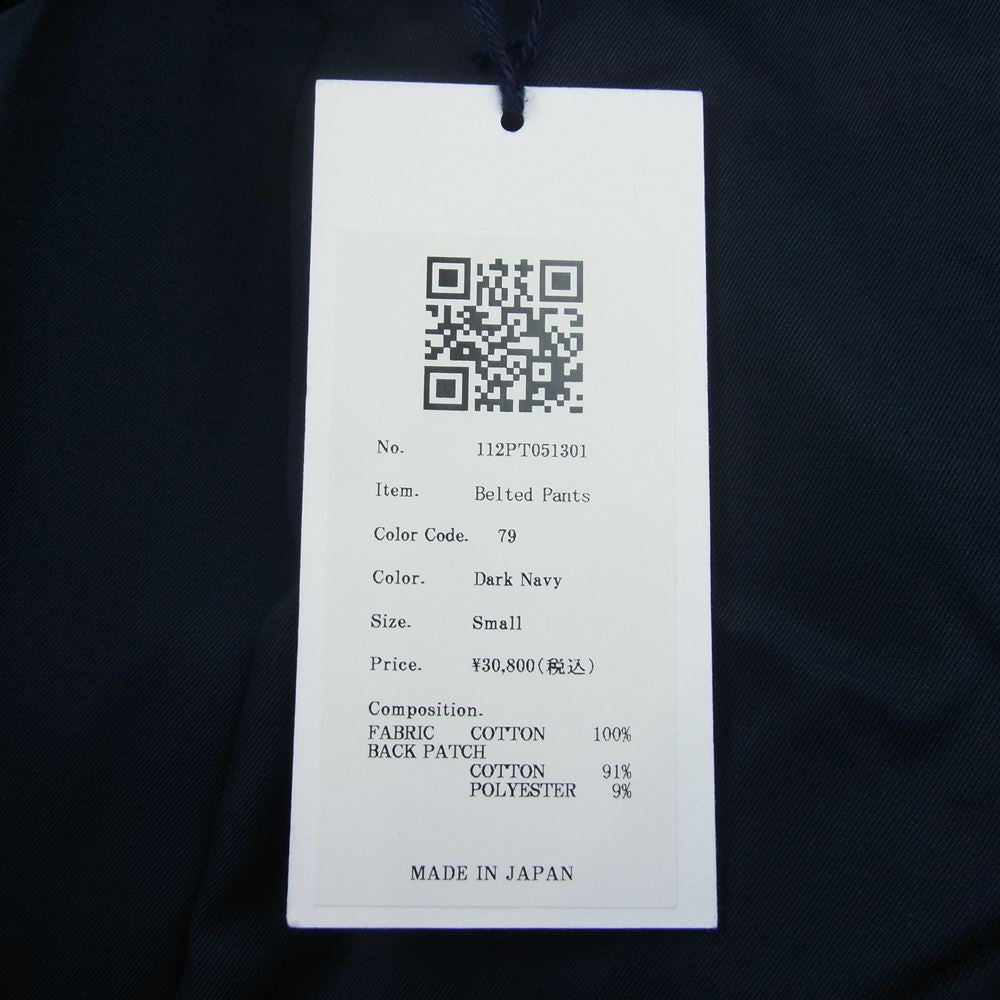 No. 112PT051301
Item. Belted Pants
Color Code. 79
Color. Dark Navy
Size. Small
Price. ¥30,800(税込)
Composition.
FABRIC COTTON 100%
BACK PATCH
COTTON 91%
POLYESTER 9%
MADE IN JAPAN